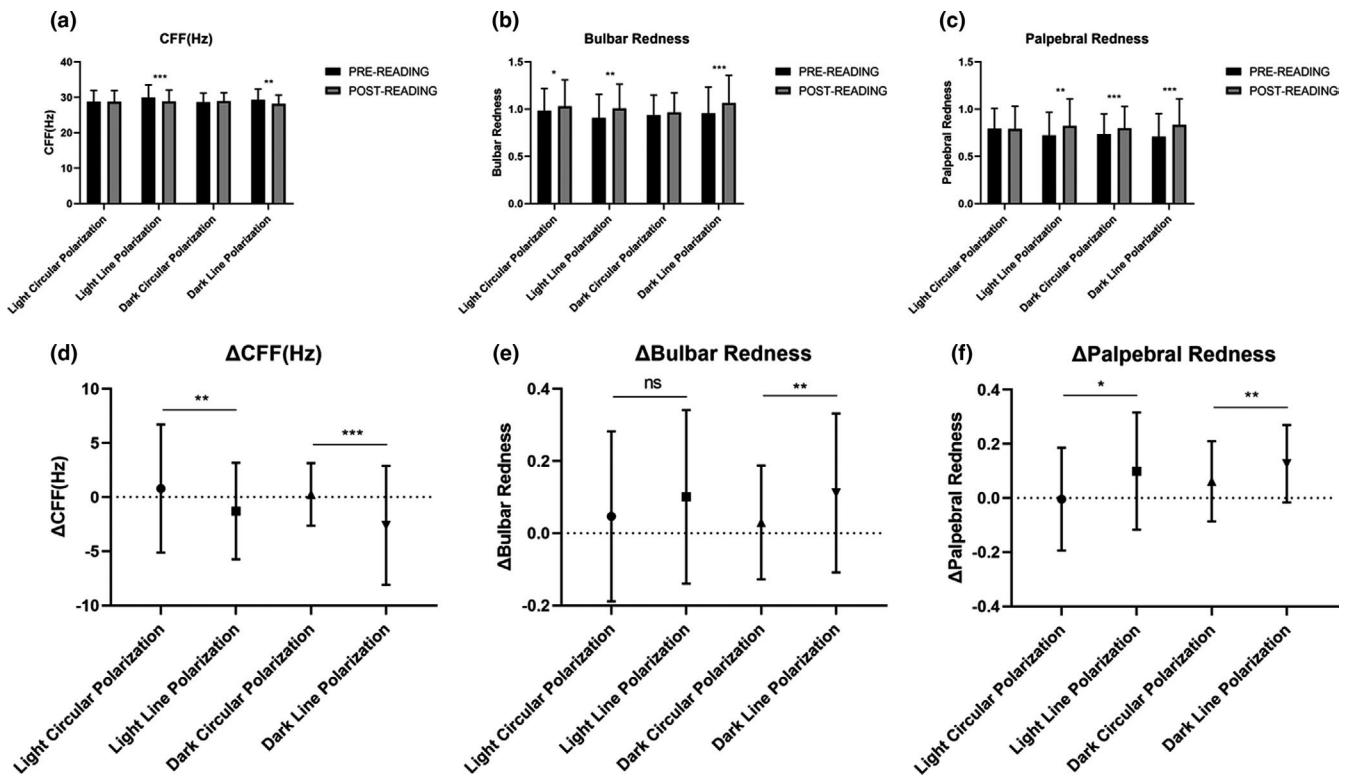 (a)
CFF(Hz)
40
30
20
10
0
CFF(Hz)
***
**
PRE-READING
POST-READING
Light Circular Polarization
Light Line Polarization
Dark Circular Polarization
Dark Line Polarization
(b)
Bulbar Redness
1.5
1.0
0.5
0.0
Bulbar Redness
*
**
***
PRE-READING
POST-READING
Light Circular Polarization
Light Line Polarization
Dark Circular Polarization
Dark Line Polarization
(c)
Palpebral Redness
1.5
1.0
0.5
0.0
Palpebral Redness
**
***
***
PRE-READING
POST-READING
Light Circular Polarization
Light Line Polarization
Dark Circular Polarization
Dark Line Polarization
(d)
ΔCFF(Hz)
10
5
0
-5
-10
ΔCFF(Hz)
**
***
Light Circular Polarization
Light Line Polarization
Dark Circular Polarization
Dark Line Polarization
(e)
ΔBulbar Redness
0.4
0.2
0.0
-0.2
ΔBulbar Redness
ns
**
Light Circular Polarization
Light Line Polarization
Dark Circular Polarization
Dark Line Polarization
(f)
ΔPalpebral Redness
0.4
0.2
0.0
-0.2
-0.4
ΔPalpebral Redness
*
**
Light Circular Polarization
Light Line Polarization
Dark Circular Polarization
Dark Line Polarization